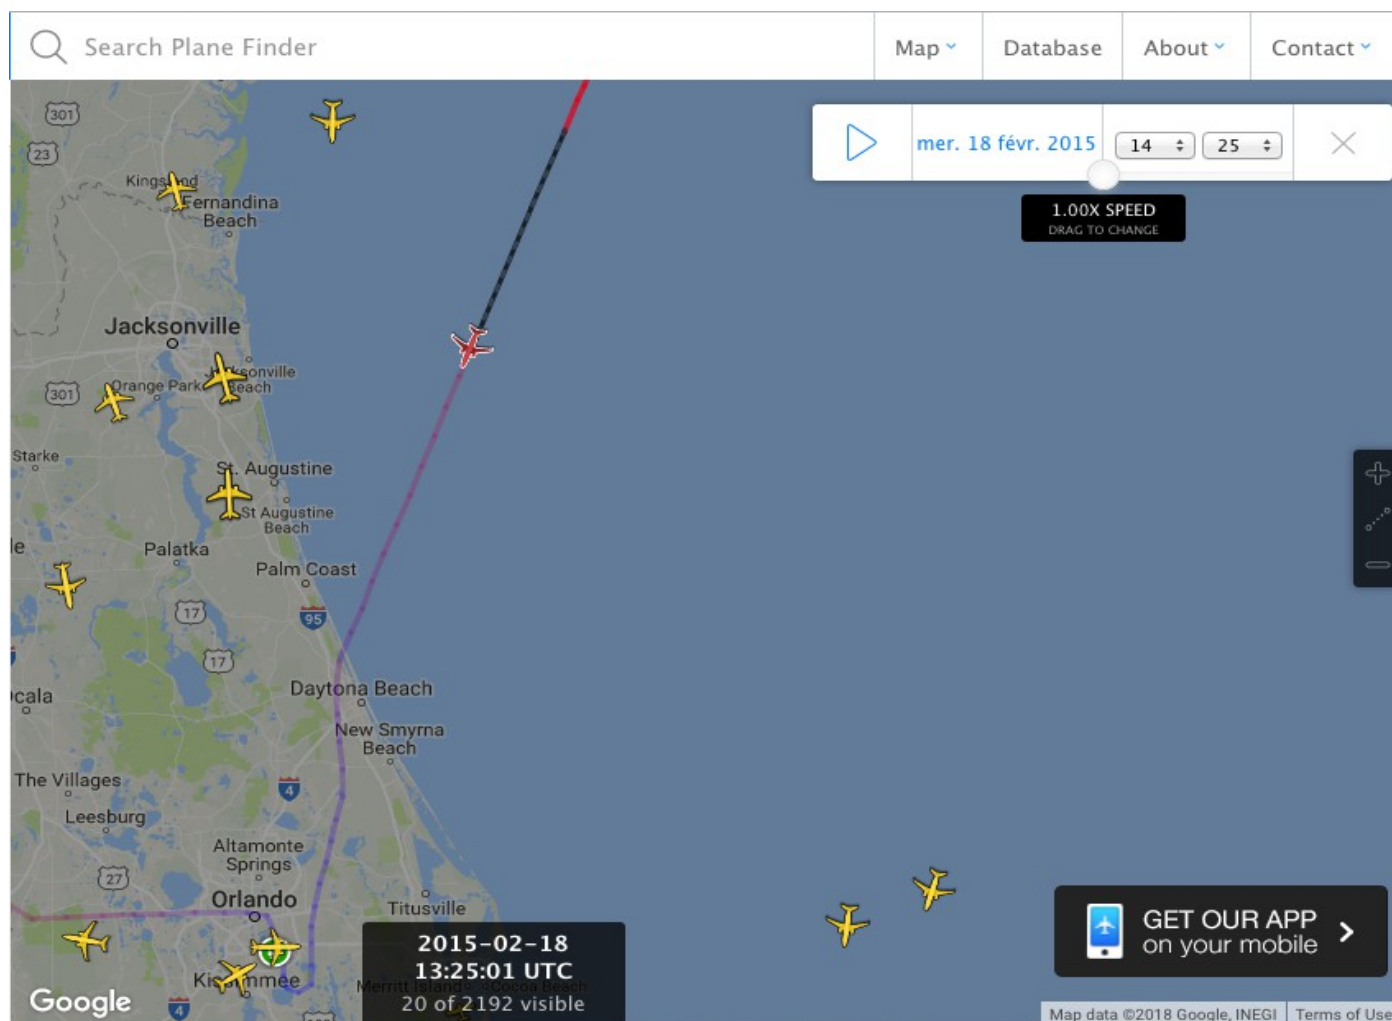 Search Plane Finder
Map
Database
About
Contact
mer. 18 févr. 2015
14
25
1.00X SPEED
DRAG TO CHANGE
301
23
Kingsland
Fernandina
Beach
Jacksonville
Jacksonville
Beach
Orange Park
301
Starke
St. Augustine
St Augustine
Beach
Palatka
Palm Coast
17
95
17
Daytona Beach
New Smyrna
Beach
The Villages
4
Leesburg
Altamonte
Springs
27
Orlando
Titusville
Kissimmee
Merritt Island
Cocoa Beach
4
2015-02-18
13:25:01 UTC
20 of 2192 visible
GET OUR APP
on your mobile
Google
Map data ©2018 Google, INEGI
Terms of Use